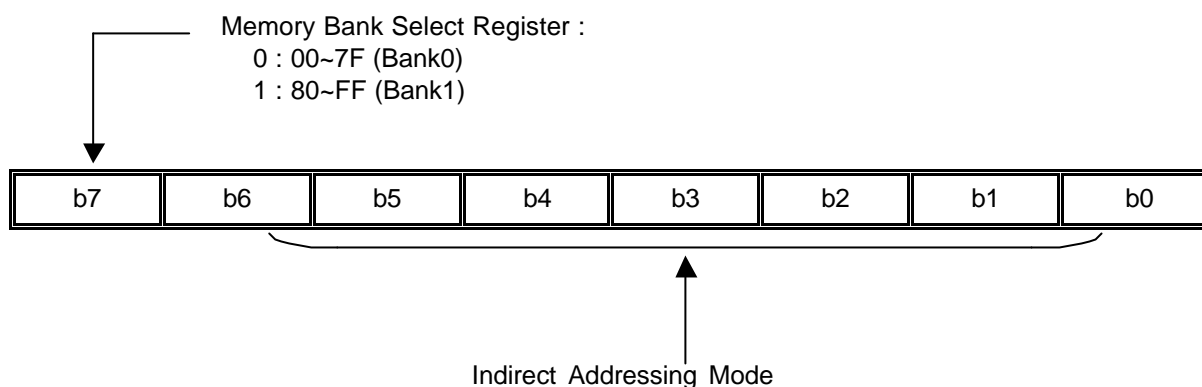 Memory Bank Select Register :
0 : 00~7F (Bank0)
1 : 80~FF (Bank1)
b7 b6 b5 b4 b3 b2 b1 b0
Indirect Addressing Mode